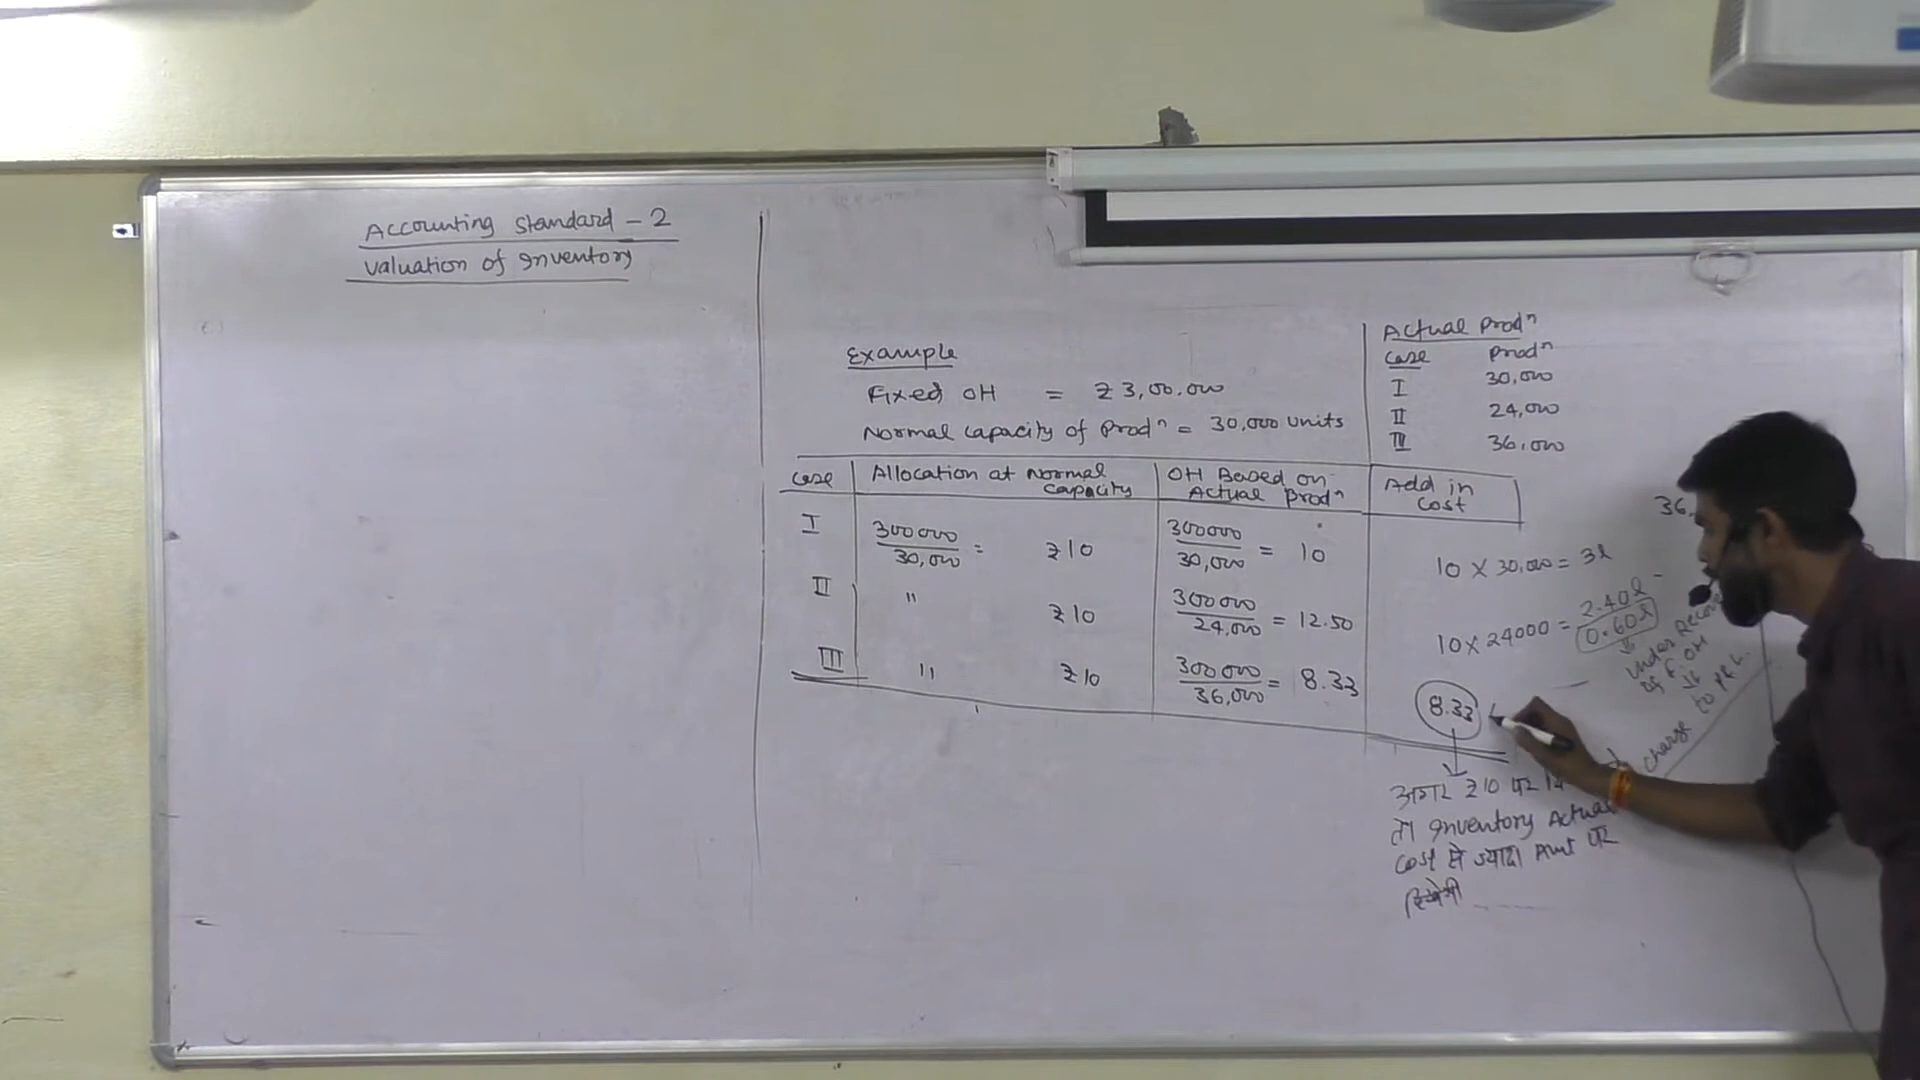 Accounting Standard - 2
Valuation of Inventory
Example
Fixed OH = ₹3,00,000
Normal capacity of Prodⁿ = 30,000 units
Actual Prodⁿ
Case Prodⁿ
I 30,000
II 24,000
III 36,000
Case Allocation at Normal Capacity OH Based on Actual Prodⁿ Add in Cost
I 300000/30,000 = ₹10 300000/30,000 = 10 10 X 30,000 = 3l
II " ₹10 300000/24,000 = 12.50 10 X 24000 = 2.40l
0.60l
III " ₹10 300000/36,000 = 8.33 8.33
under
of F.OH
charge to P&L.
अगर ₹10 पर
तो Inventory Actual
Cost से ज्यादा Amt पर
36,